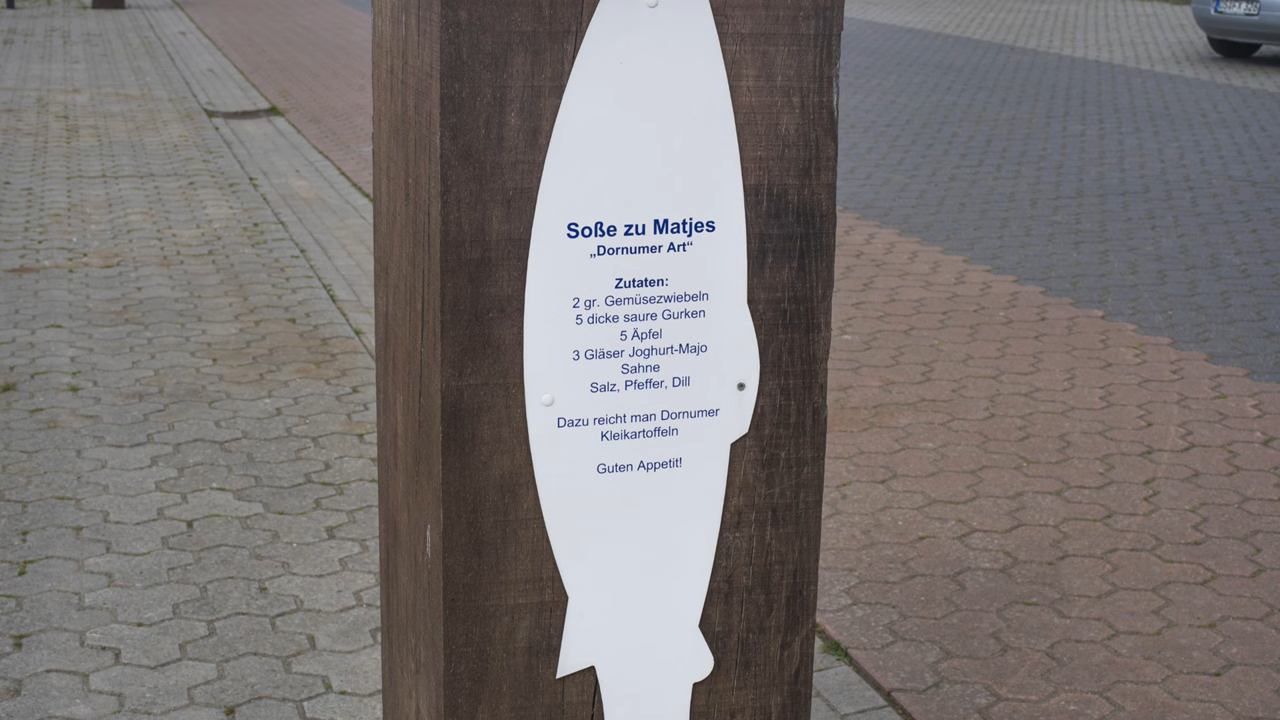 Soße zu Matjes
„Dornumer Art“
Zutaten:
2 gr. Gemüsezwiebeln
5 dicke saure Gurken
5 Äpfel
3 Gläser Joghurt-Majo
Sahne
Salz, Pfeffer, Dill
Dazu reicht man Dornumer
Kleikartoffeln
Guten Appetit!